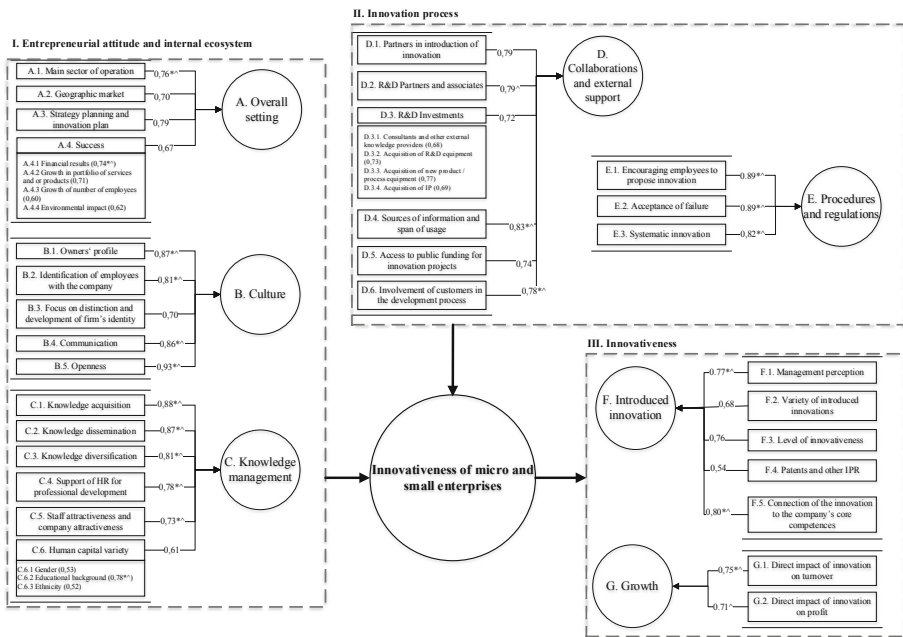 I. Entrepreneurial attitude and internal ecosystem
A.1. Main sector of operation
0,76*^
A.2. Geographic market
0,70
A.3. Strategy planning and
innovation plan
0,79
A.4. Success
0,67
A.4.1 Financial results (0,74*^)
A.4.2 Growth in portfolio of services
and or products (0,71)
A.4.3 Growth of number of employees
(0,60)
A.4.4 Environmental impact (0,62)
A. Overall
setting
B.1. Owners' profile
0,87*^
B.2. Identification of employees
with the company
0,81*^
B.3. Focus on distinction and
development of firm's identity
0,70
B.4. Communication
0,86*^
B.5. Openness
0,93*^
B. Culture
C.1. Knowledge acquisition
0,88*^
C.2. Knowledge dissemination
0,87*^
C.3. Knowledge diversification
0,81*^
C.4. Support of HR for
professional development
0,78*^
C.5. Staff attractiveness and
company attractiveness
0,73*^
C.6. Human capital variety
0,61
C.6.1 Gender (0,53)
C.6.2 Educational background (0,78*^)
C.6.3 Ethnicity (0,52)
C. Knowledge
management
II. Innovation process
D.1. Partners in introduction of
innovation
0,79
D.2. R&D Partners and associates
0,79^
D.3. R&D Investments
0,72
D.3.1. Consultants and other external
knowledge providers (0,68)
D.3.2. Acquisition of R&D equipment
(0,73)
D.3.3. Acquisition of new product /
process equipment (0,77)
D.3.4. Acquisition of IP (0,69)
D.4. Sources of information and
span of usage
0,83*^
D.5. Access to public funding for
innovation projects
0,74
D.6. Involvement of customers in
the development process
0,78*^
D.
Collaborations
and external
support
E.1. Encouraging employees to
propose innovation
0.89*^
E.2. Acceptance of failure
0.89*^
E.3. Systematic innovation
0,82*^
E. Procedures
and regulations
Innovativeness of micro and
small enterprises
III. Innovativeness
F. Introduced
innovation
0.77*^
F.1. Management perception
0,68
F.2. Variety of introduced
innovations
0,76
F.3. Level of innovativeness
0,54
F.4. Patents and other IPR
0,80*^
F.5. Connection of the innovation
to the company's core
competences
G. Growth
0,75*^
G.1. Direct impact of innovation
on turnover
0.71^
G.2. Direct impact of innovation
on profit